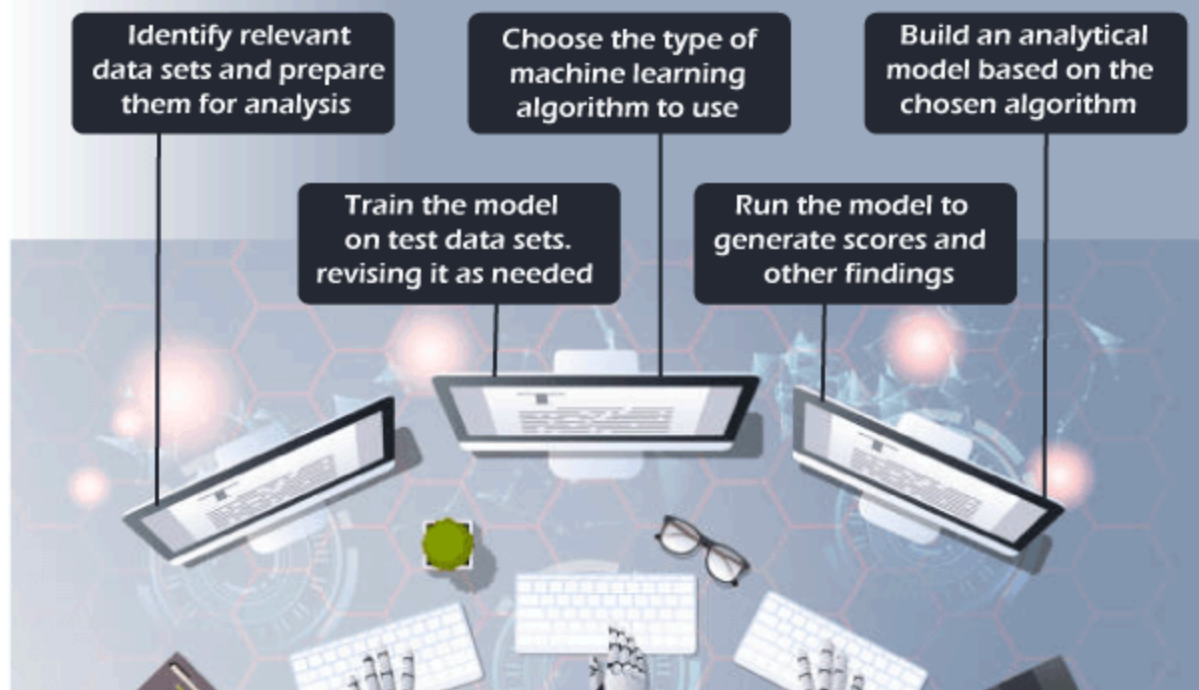 Identify relevant
data sets and prepare
them for analysis
Choose the type of
machine learning
algorithm to use
Build an analytical
model based on the
chosen algorithm
Train the model
on test data sets.
revising it as needed
Run the model to
generate scores and
other findings